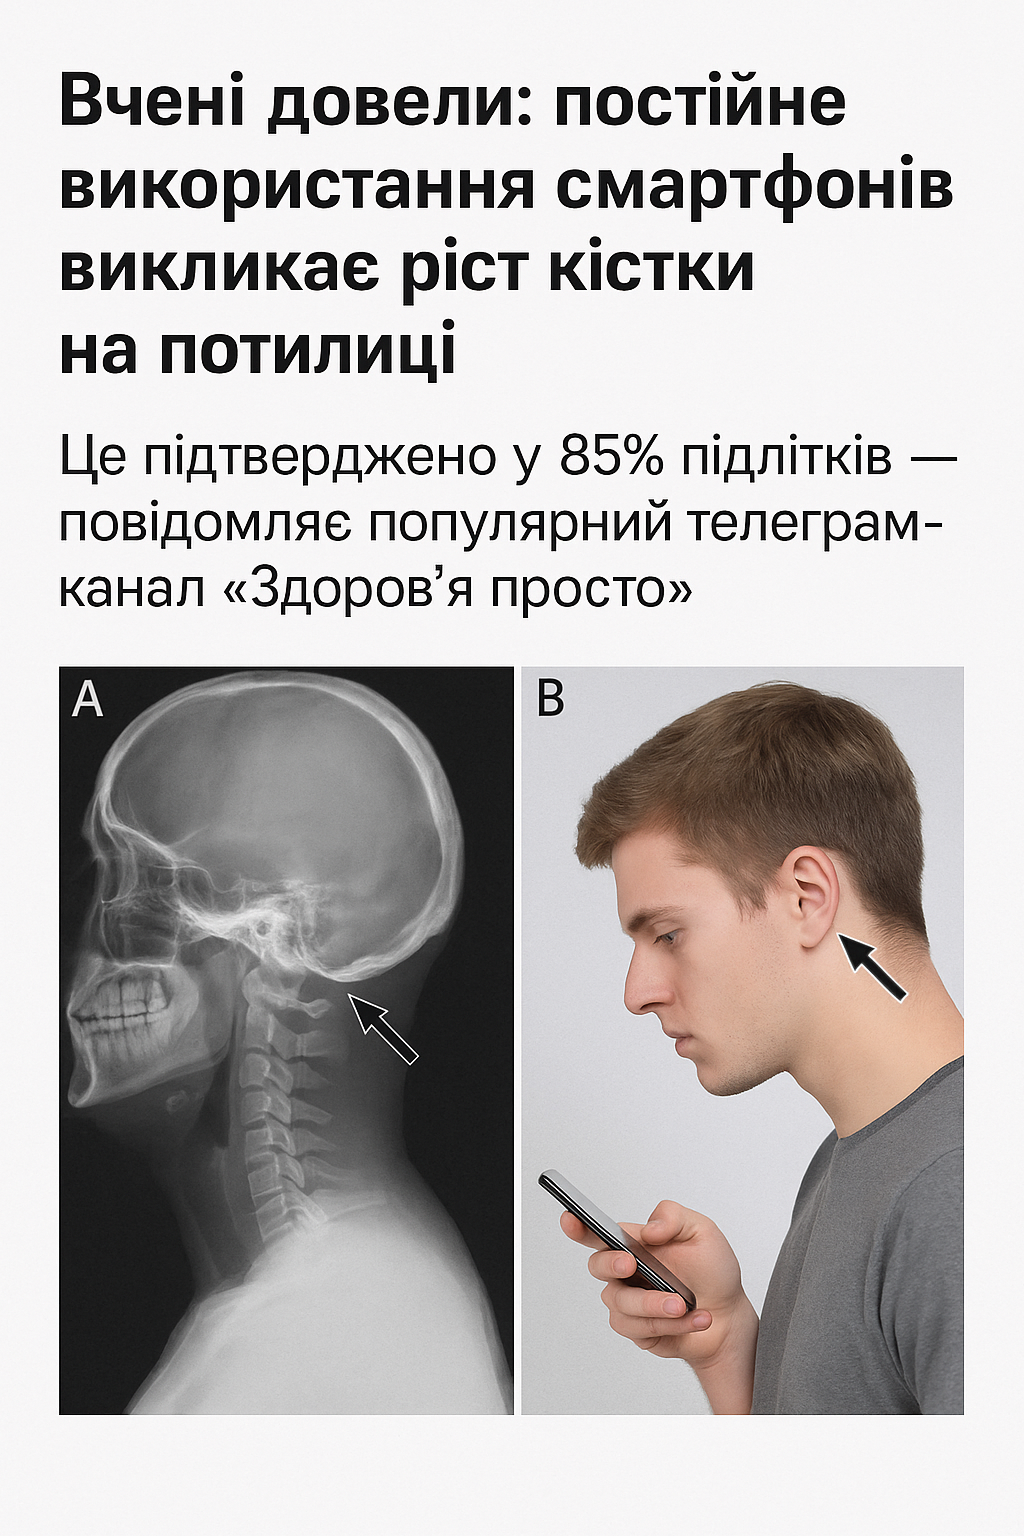 Вчені довели: постійне
використання смартфонів
викликає ріст кістки
на потилиці
Це підтверджено у 85% підлітків —
повідомляє популярний телеграм-
канал «Здоров’я просто»
A
B